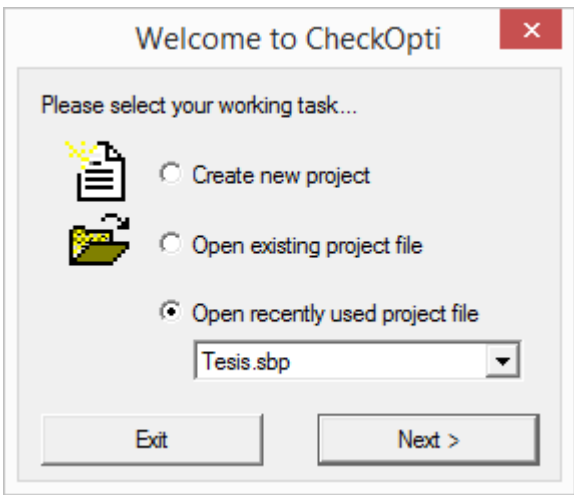 Welcome to CheckOpti
Please select your working task...
Create new project
Open existing project file
Open recently used project file
Tesis.sbp
Exit
Next >